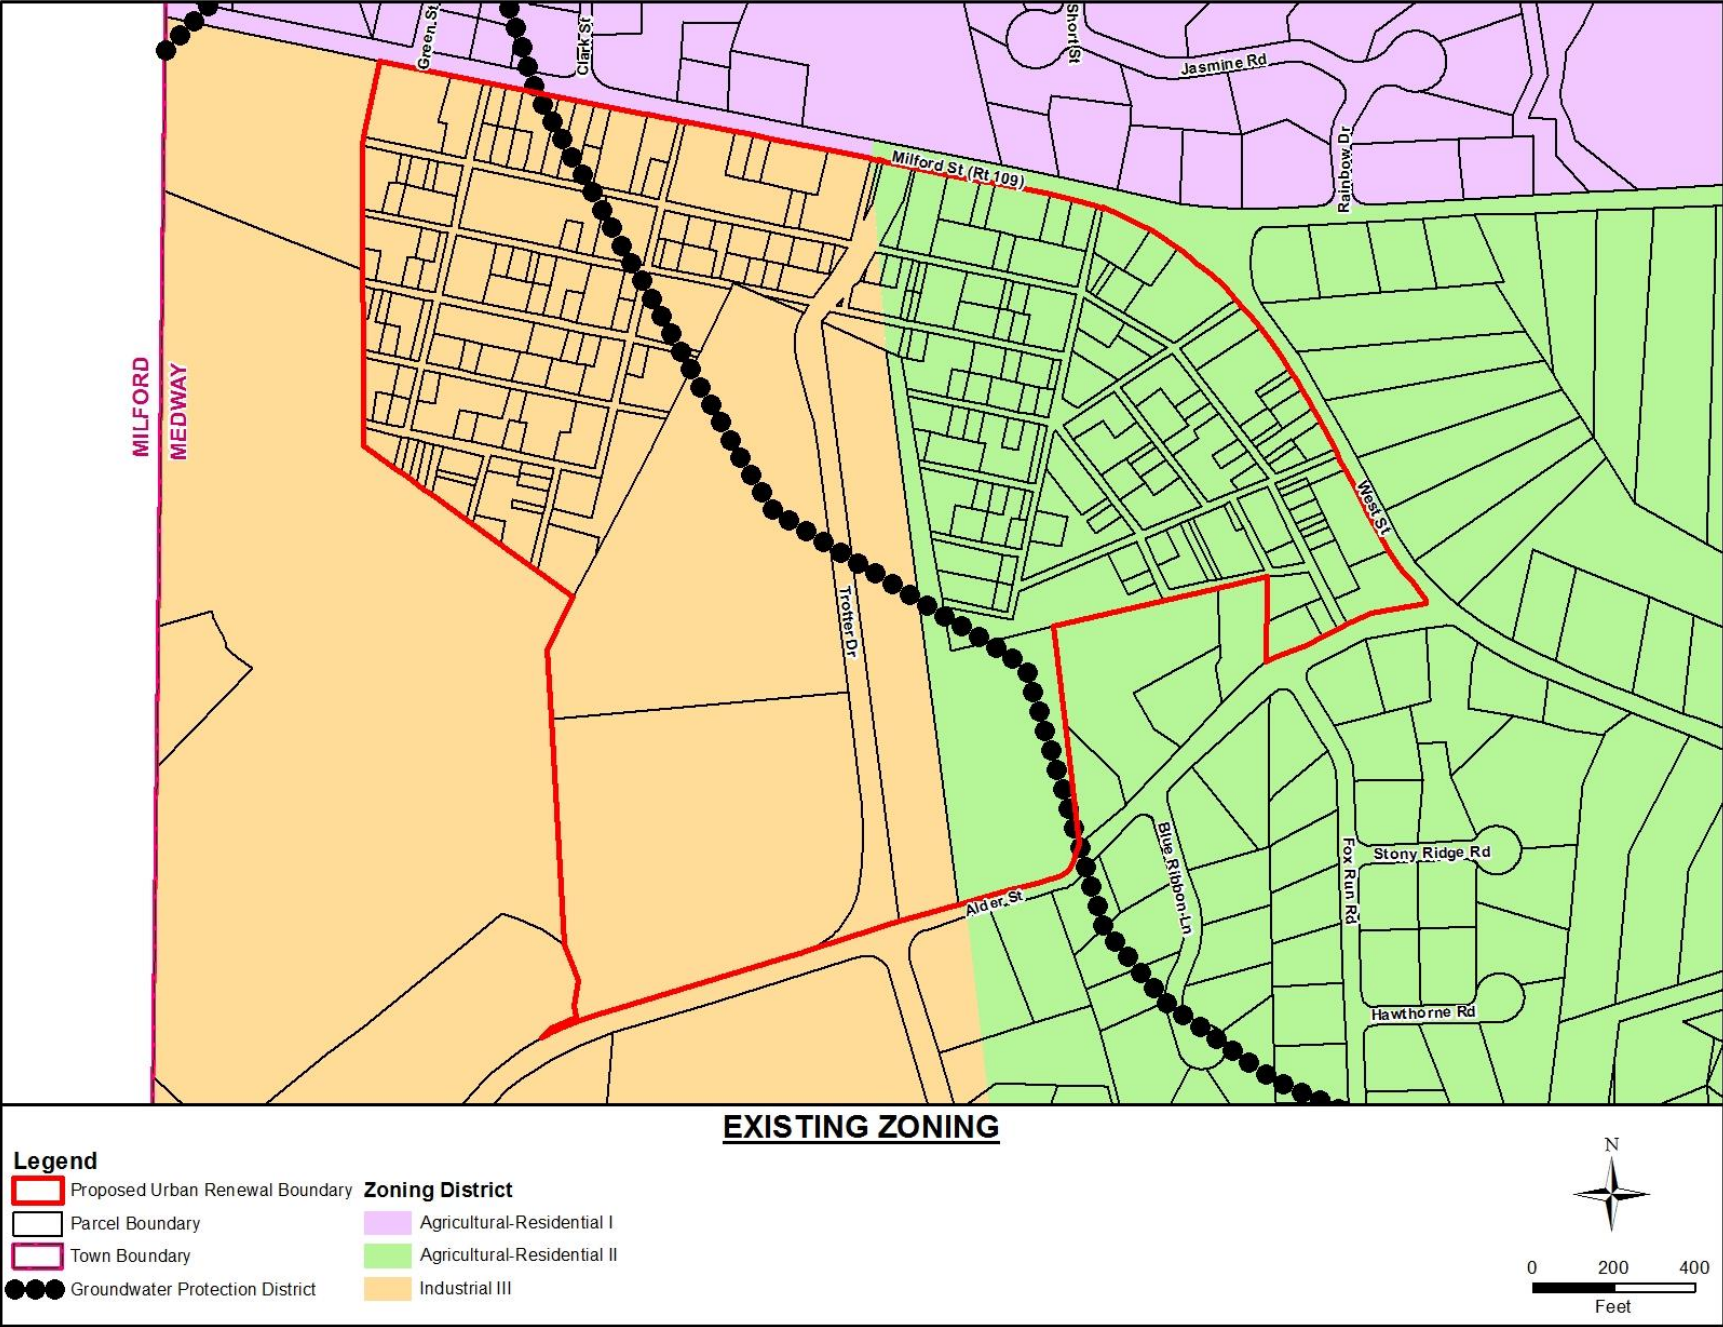 Green St
Clark St
Short St
Jasmine Rd
Rainbow Dr
Milford St (Rt 109)
MILFORD
MEDWAY
West St
Trotter Dr
Blue Ribbon Ln
Fox Run Rd
Stony Ridge Rd
Alder St
Hawthorne Rd
EXISTING ZONING
Legend
Proposed Urban Renewal Boundary
Parcel Boundary
Town Boundary
Groundwater Protection District
Zoning District
Agricultural-Residential I
Agricultural-Residential II
Industrial III
N
0 200 400
Feet